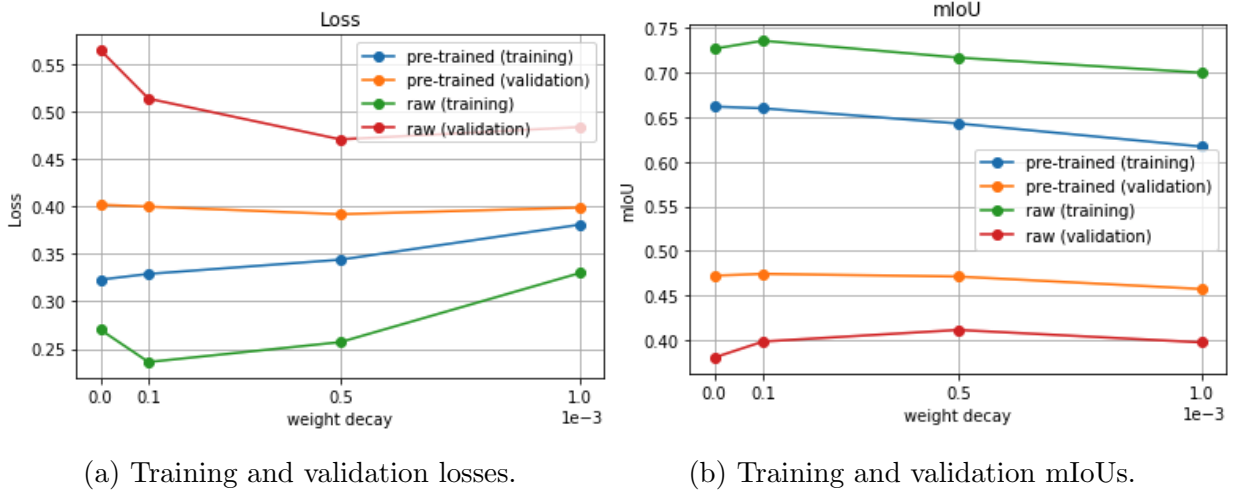 Loss
0.55
0.50
0.45
0.40
0.35
0.30
0.25
Loss
pre-trained (training)
pre-trained (validation)
raw (training)
raw (validation)
0.0 0.1 0.5 1.0
1e−3
weight decay
(a) Training and validation losses.
mIoU
0.75
0.70
0.65
0.60
0.55
0.50
0.45
0.40
mIoU
pre-trained (training)
pre-trained (validation)
raw (training)
raw (validation)
0.0 0.1 0.5 1.0
1e−3
weight decay
(b) Training and validation mIoUs.